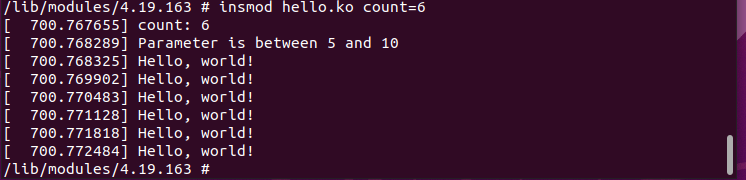 /lib/modules/4.19.163 # insmod hello.ko count=6
[  700.767655] count: 6
[  700.768289] Parameter is between 5 and 10
[  700.768325] Hello, world!
[  700.769902] Hello, world!
[  700.770483] Hello, world!
[  700.771128] Hello, world!
[  700.771818] Hello, world!
[  700.772484] Hello, world!
/lib/modules/4.19.163 #